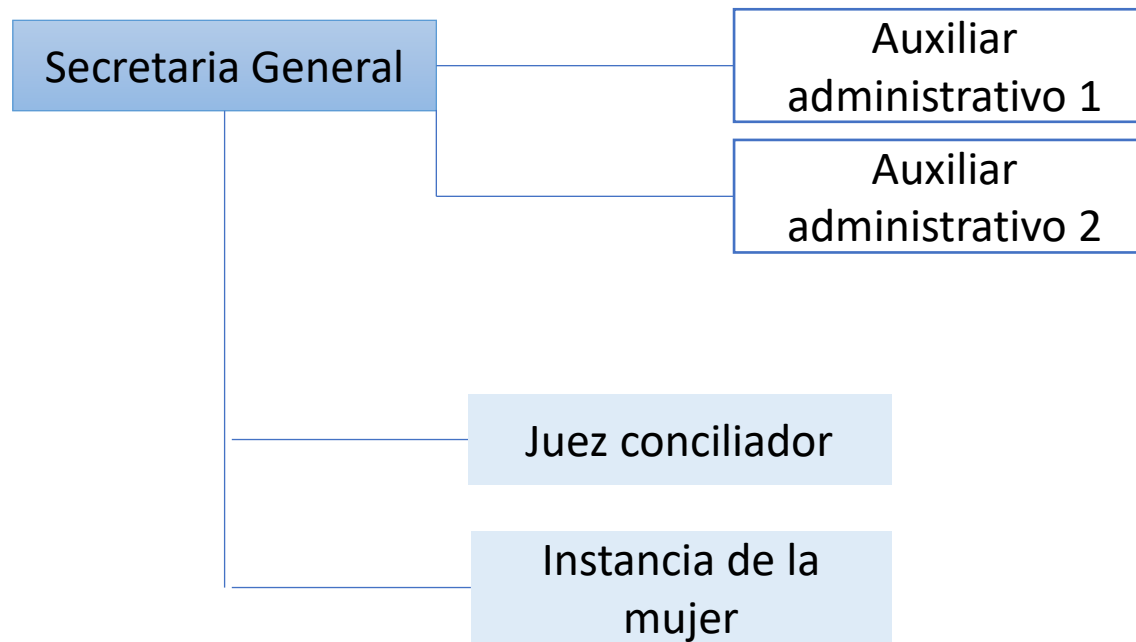 Secretaria General
Auxiliar
administrativo 1
Auxiliar
administrativo 2
Juez conciliador
Instancia de la
mujer